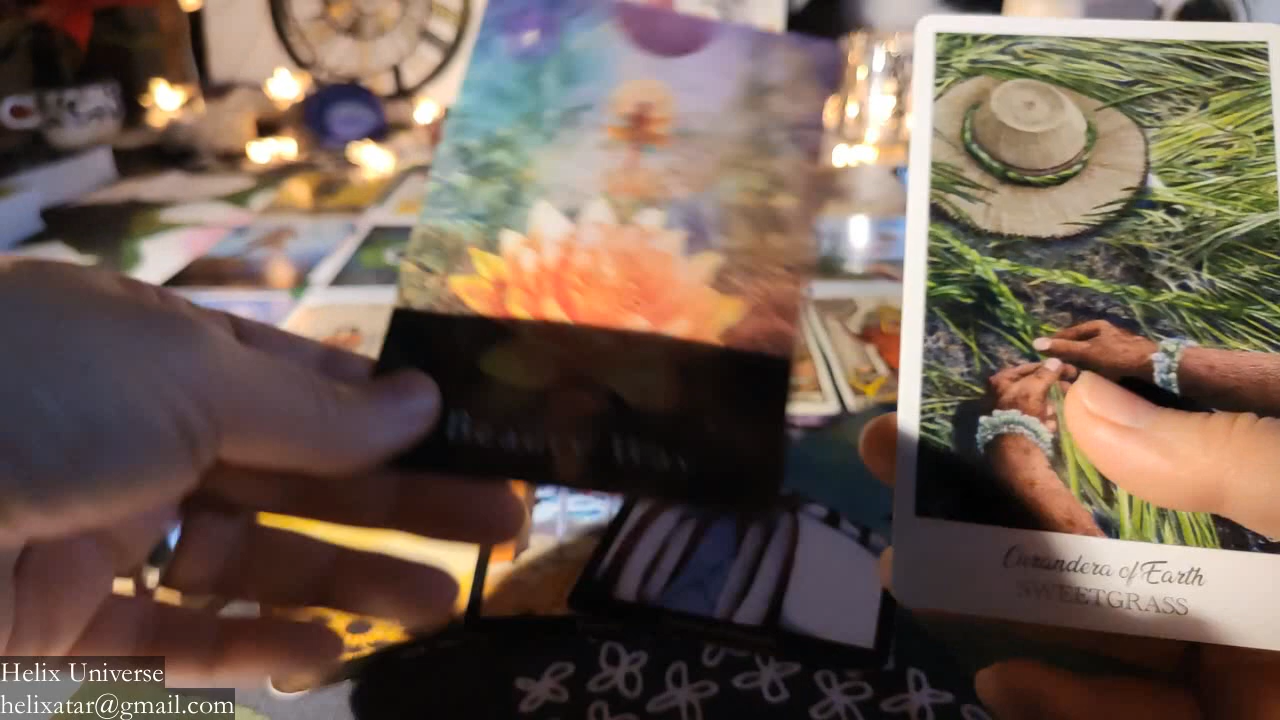 Beauty Way
Curandera of Earth
SWEETGRASS
Helix Universe
helixatar@gmail.com